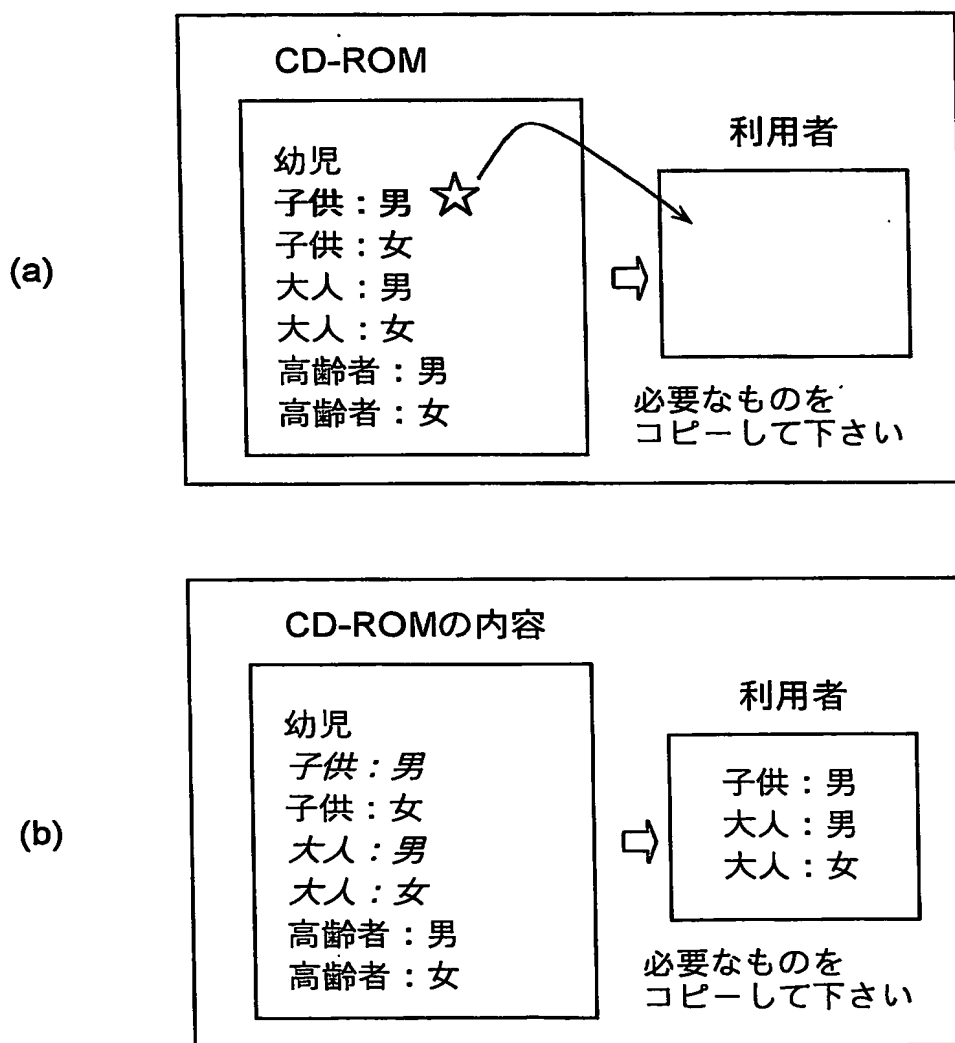 (a)
CD-ROM
幼児
子供：男
子供：女
大人：男
大人：女
高齢者：男
高齢者：女
利用者
必要なものを
コピーして下さい
(b)
CD-ROMの内容
幼児
子供：男
子供：女
大人：男
大人：女
高齢者：男
高齢者：女
利用者
子供：男
大人：男
大人：女
必要なものを
コピーして下さい